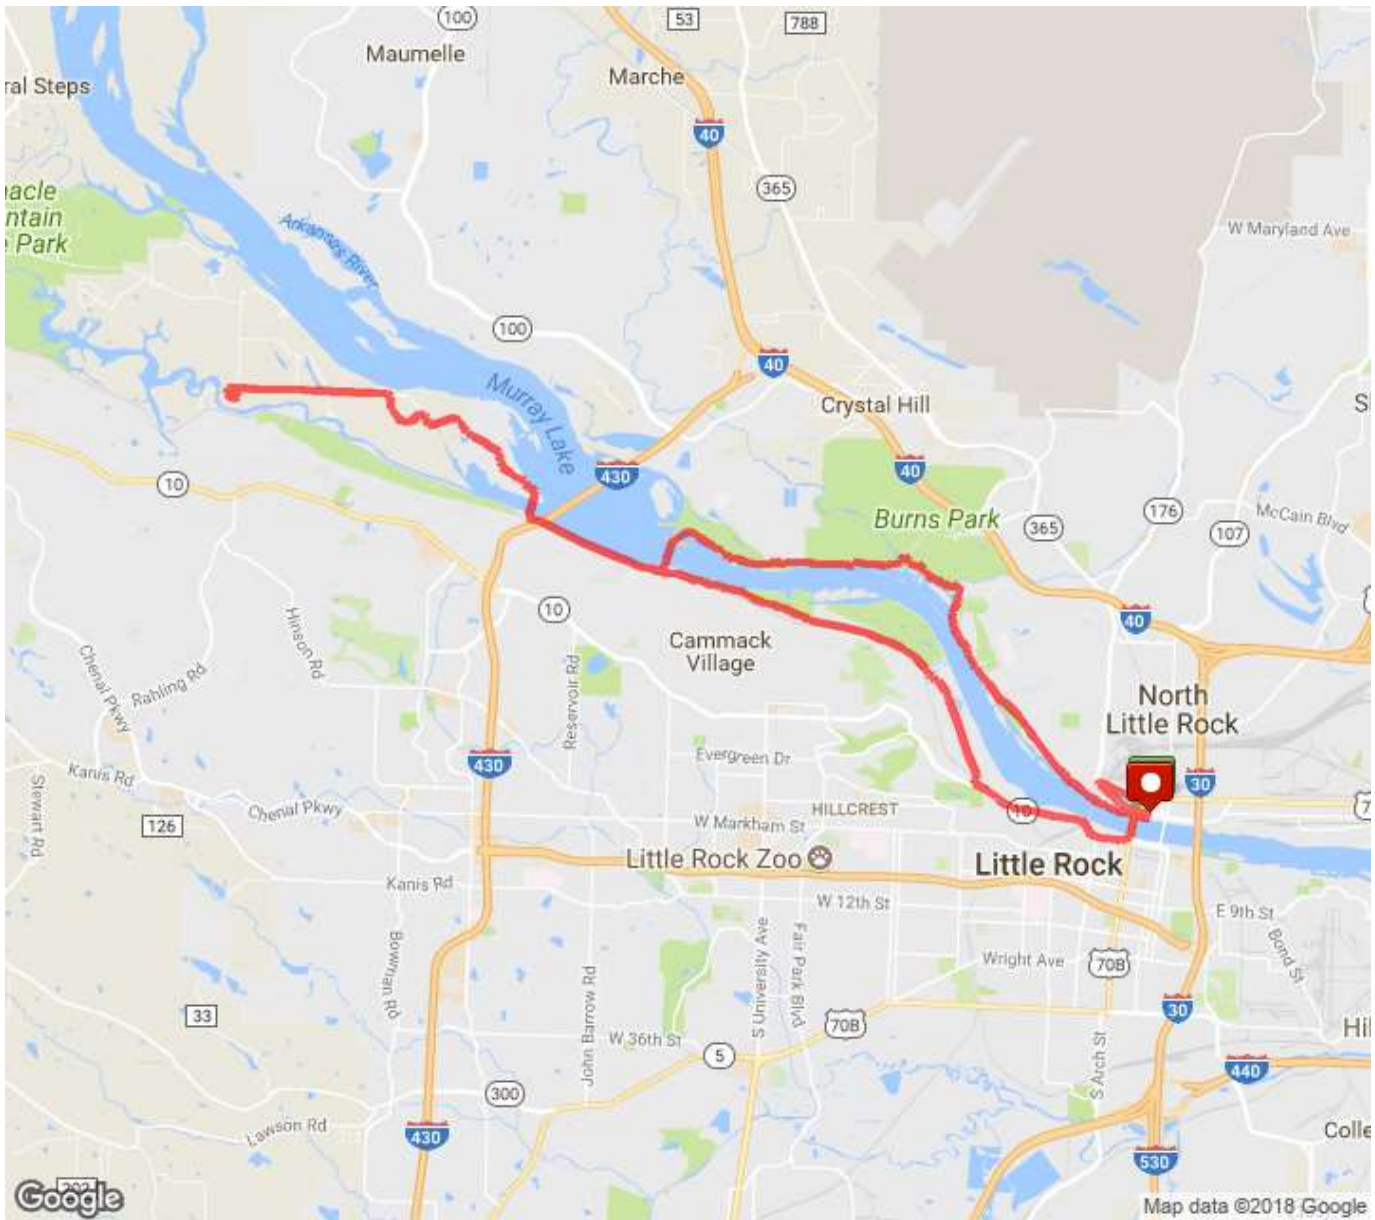 100
53
788
Maumelle
Marche
ral Steps
40
365
nacle
ntain
e Park
Arkansas River
W Maryland Ave
100
40
Murray Lake
Crystal Hill
S
430
40
10
Burns Park
176
McCain Blvd
365
107
10
Hinson Rd
Cammack
Village
40
Chenal Pkwy
Rahling Rd
Reservoir Rd
North
Little Rock
Evergreen Dr
430
30
Kanis Rd
Stewart Rd
Chenal Pkwy
HILLCREST
10
7
126
W Markham St
Little Rock Zoo
Little Rock
Kanis Rd
W 12th St
E 9th St
Bond St
Bowman Rd
S University Ave
Fair Park Blvd
Wright Ave
70B
John Barrow Rd
33
70B
30
Hil
W 36th St
5
S Arch St
440
300
Lawson Rd
430
Colle
530
Google
Map data ©2018 Google